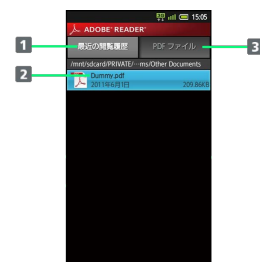 15:05
ADOBE® READER®
1
最近の閲覧履歴
PDF ファイル
3
/mnt/sdcard/PRIVATE/…ms/Other Documents
2
Dummy.pdf
2011年6月1日
209.86KB